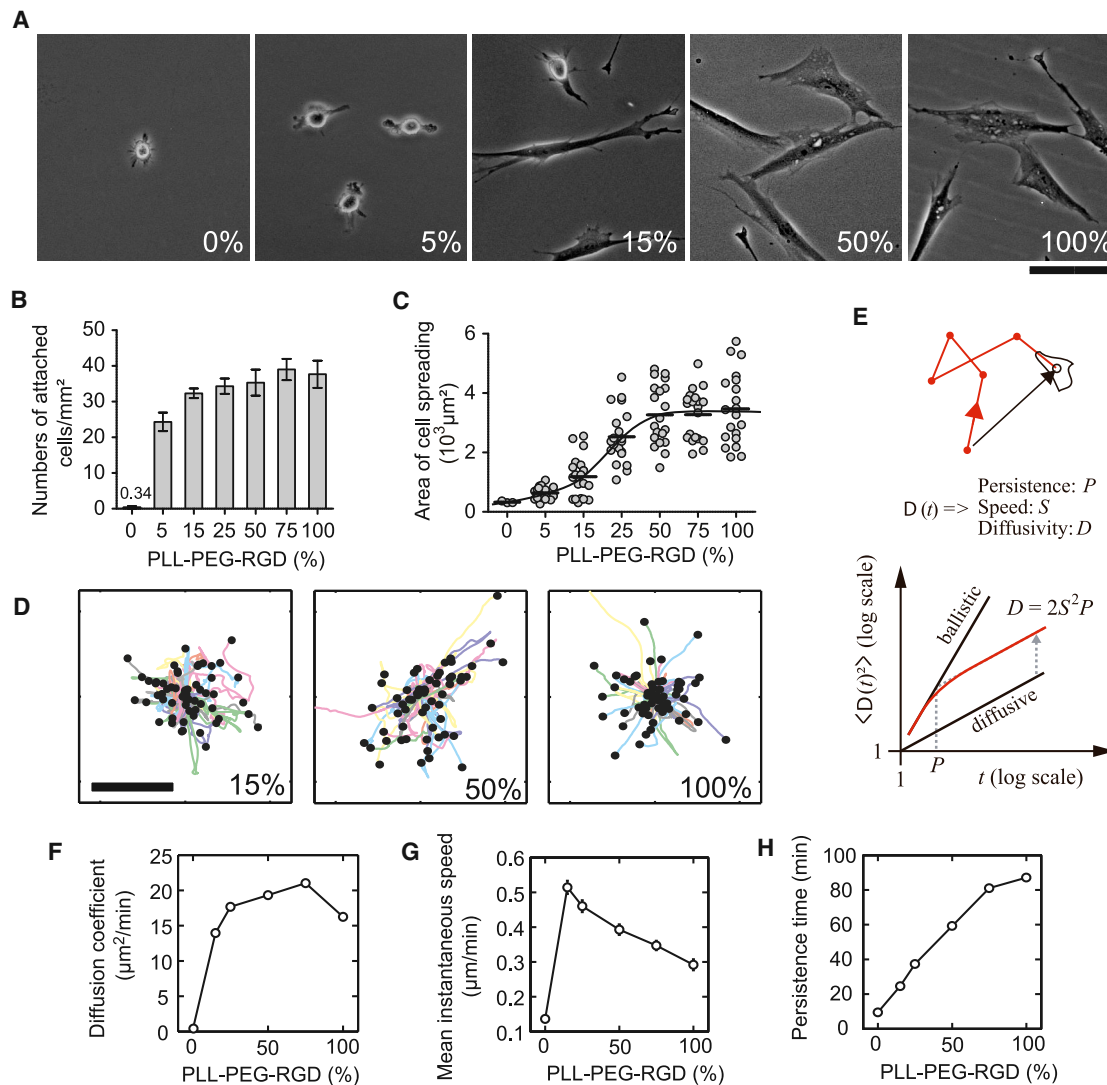 A
0%
5%
15%
50%
100%
B
Numbers of attached
cells/mm²
50
40
30
20
10
0
0.34
0 5 15 25 50 75 100
PLL-PEG-RGD (%)
C
Area of cell spreading
(10³µm²)
6
4
2
0
0 5 15 25 50 75 100
PLL-PEG-RGD (%)
D
15%
50%
100%
E
Persistence: P
D (t) => Speed: S
Diffusivity: D
<D(t)²> (log scale)
ballistic
D = 2S²P
diffusive
1
1
P
t (log scale)
F
Diffusion coefficient
(µm²/min)
25
20
15
10
5
0
0 50 100
PLL-PEG-RGD (%)
G
Mean instantaneous speed
(µm/min)
0.6
0.5
0.4
0.3
0.2
0.1
0 50 100
PLL-PEG-RGD (%)
H
Persistence time (min)
100
80
60
40
20
0
0 50 100
PLL-PEG-RGD (%)